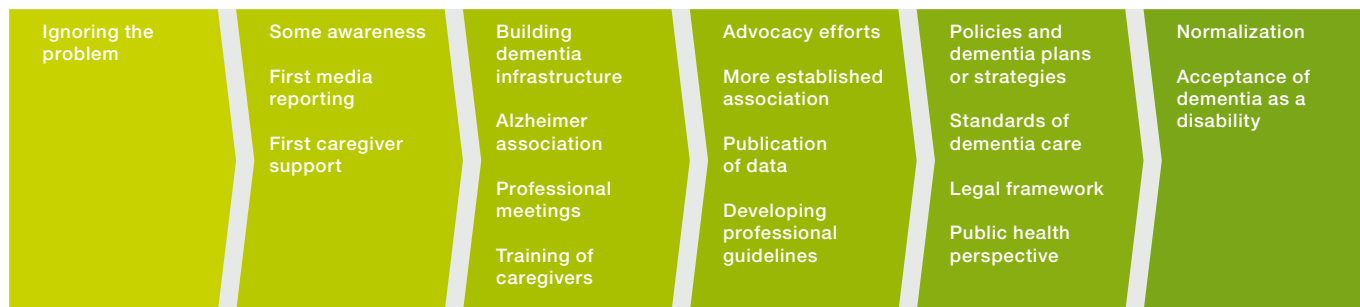 Ignoring the
problem
Some awareness
First media
reporting
First caregiver
support
Building
dementia
infrastructure
Alzheimer
association
Professional
meetings
Training of
caregivers
Advocacy efforts
More established
association
Publication
of data
Developing
professional
guidelines
Policies and
dementia plans
or strategies
Standards of
dementia care
Legal framework
Public health
perspective
Normalization
Acceptance of
dementia as a
disability